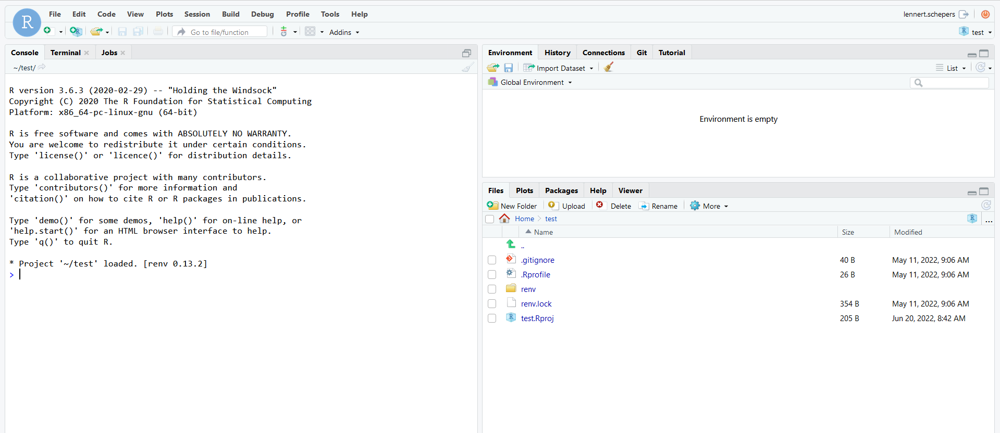 R
File Edit Code View Plots Session Build Debug Profile Tools Help
lennert.schepers
Go to file/function
Addins
test
Console Terminal Jobs
~/test/
R version 3.6.3 (2020-02-29) -- "Holding the Windsock"
Copyright (C) 2020 The R Foundation for Statistical Computing
Platform: x86_64-pc-linux-gnu (64-bit)
R is free software and comes with ABSOLUTELY NO WARRANTY.
You are welcome to redistribute it under certain conditions.
Type 'license()' or 'licence()' for distribution details.
R is a collaborative project with many contributors.
Type 'contributors()' for more information and
'citation()' on how to cite R or R packages in publications.
Type 'demo()' for some demos, 'help()' for on-line help, or
'help.start()' for an HTML browser interface to help.
Type 'q()' to quit R.
* Project '~/test' loaded. [renv 0.13.2]
>
Environment History Connections Git Tutorial
Import Dataset
List
Global Environment
Environment is empty
Files Plots Packages Help Viewer
New Folder Upload Delete Rename More
Home test
...
Name Size Modified
..
.gitignore 40 B May 11, 2022, 9:06 AM
.Rprofile 26 B May 11, 2022, 9:06 AM
renv
renv.lock 354 B May 11, 2022, 9:06 AM
test.Rproj 205 B Jun 20, 2022, 8:42 AM